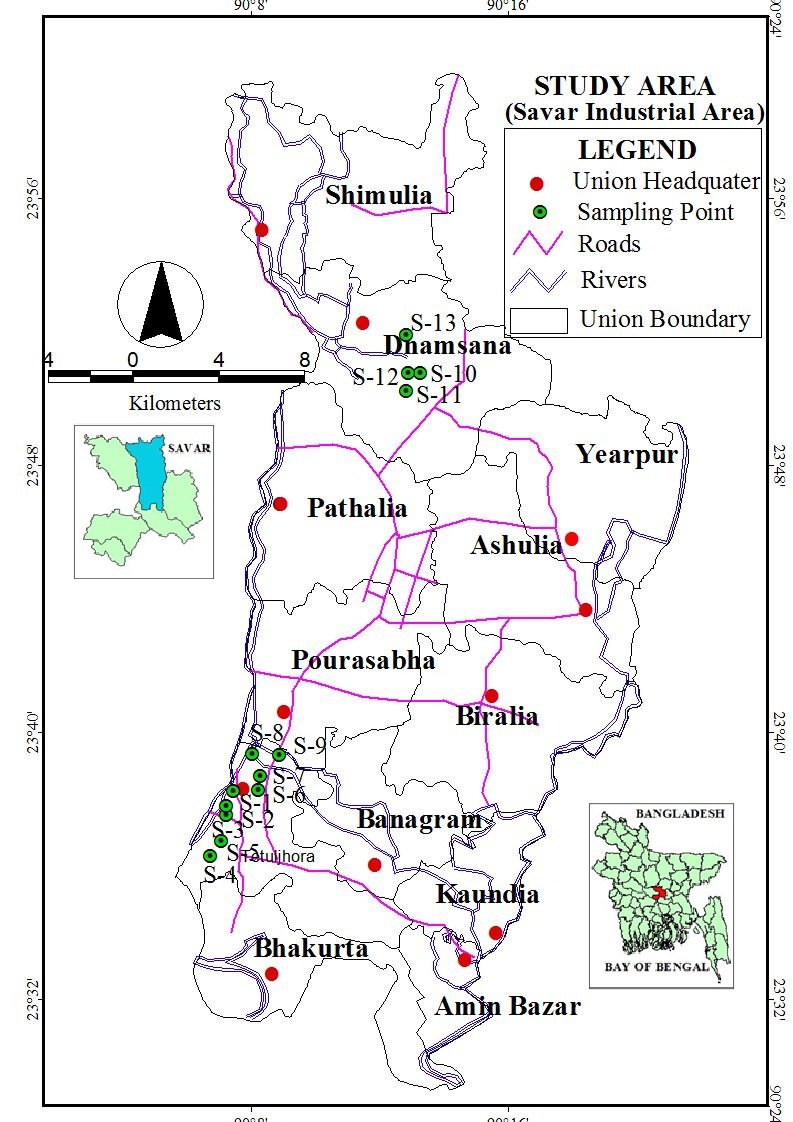 90°8' 90°16' 90°24'
STUDY AREA
(Savar Industrial Area)
LEGEND
Union Headquater
Sampling Point
Roads
Rivers
Union Boundary
23°56' 23°56'
Shimulia
S-13
Dhamsana
S-12 S-10
S-11
4 0 4 8
Kilometers
SAVAR
23°48' 23°48'
Yearpur
Pathalia
Ashulia
Pourasabha
Biralia
23°40' 23°40'
S-8
S-9
S-
S-6
S-1
S-2
S-3
S-5
Tetulihora
S-4
Banagram
Kaundia
Bhakurta
Amin Bazar
BANGLADESH
BAY OF BENGAL
23°32' 23°32'
90°8' 90°16' 90°24'